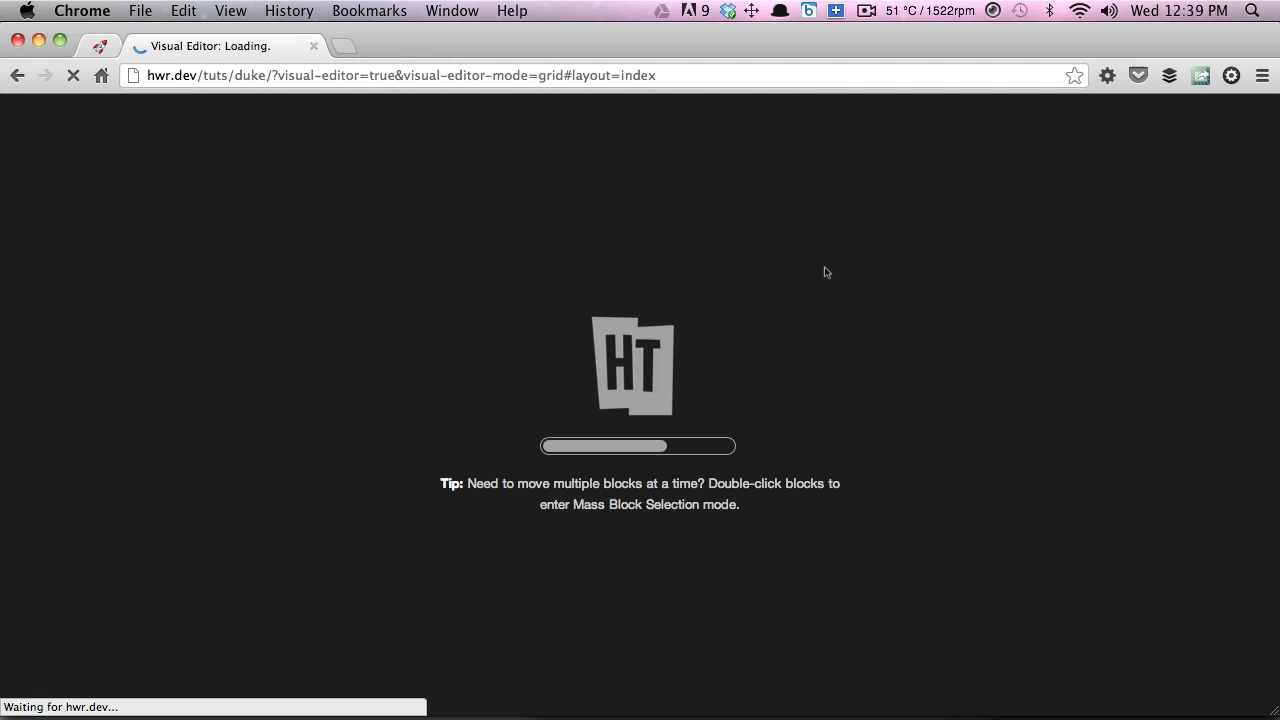 Chrome File Edit View History Bookmarks Window Help 9 51 °C / 1522rpm Wed 12:39 PM
Visual Editor: Loading.
hwr.dev/tuts/duke/?visual-editor=true&visual-editor-mode=grid#layout=index
HT
Tip: Need to move multiple blocks at a time? Double-click blocks to
enter Mass Block Selection mode.
Waiting for hwr.dev...